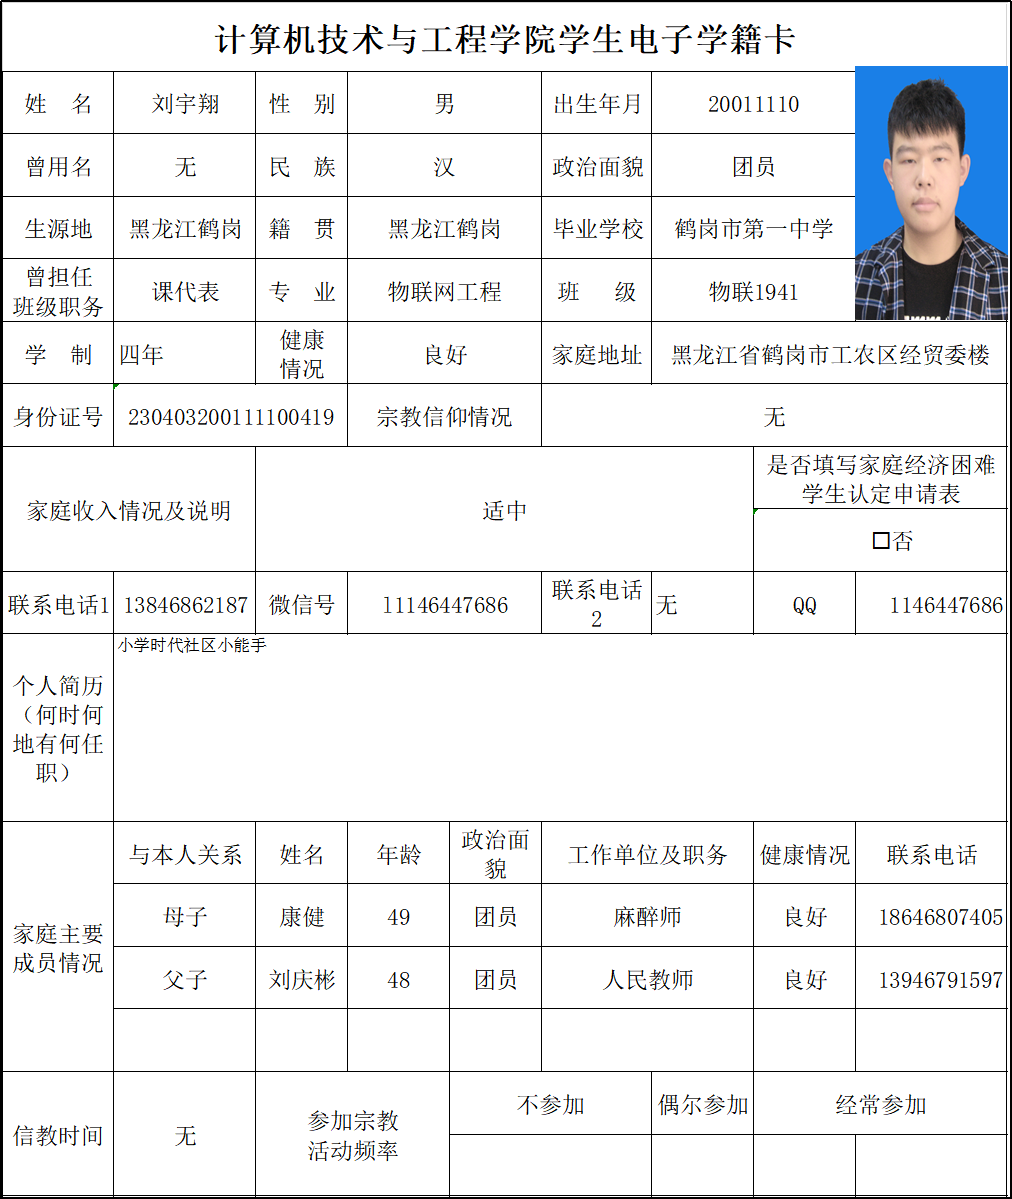 计算机技术与工程学院学生电子学籍卡
姓 名 刘宇翔 性 别 男 出生年月 20011110
曾用名 无 民 族 汉 政治面貌 团员
生源地 黑龙江鹤岗 籍 贯 黑龙江鹤岗 毕业学校 鹤岗市第一中学
曾担任
班级职务 课代表 专 业 物联网工程 班 级 物联1941
学 制 四年 健康
情况 良好 家庭地址 黑龙江省鹤岗市工农区经贸委楼
身份证号 230403200111100419 宗教信仰情况 无
家庭收入情况及说明 适中 是否填写家庭经济困难
学生认定申请表
□否
联系电话1 13846862187 微信号 11146447686 联系电话
2 无 QQ 1146447686
个人简历
（何时何
地有何任
职）
小学时代社区小能手
家庭主要
成员情况
与本人关系 姓名 年龄 政治面
貌 工作单位及职务 健康情况 联系电话
母子 康健 49 团员 麻醉师 良好 18646807405
父子 刘庆彬 48 团员 人民教师 良好 13946791597
信教时间 无 参加宗教
活动频率 不参加 偶尔参加 经常参加